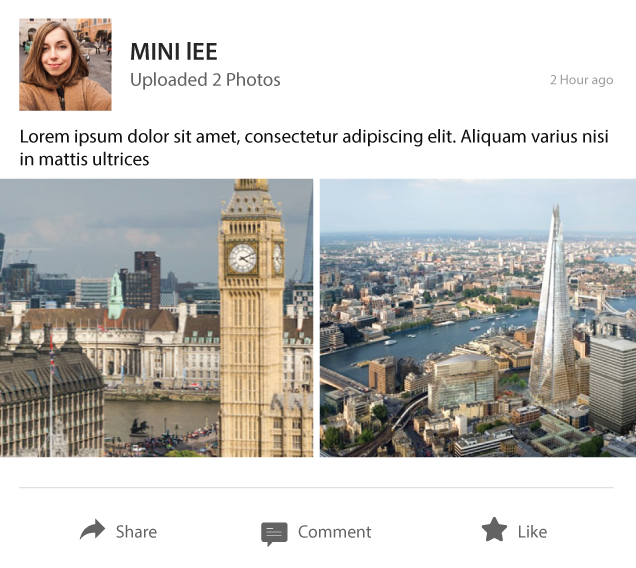 MINI lEE
Uploaded 2 Photos
2 Hour ago
Lorem ipsum dolor sit amet, consectetur adipiscing elit. Aliquam varius nisi
in mattis ultrices
Share
Comment
Like